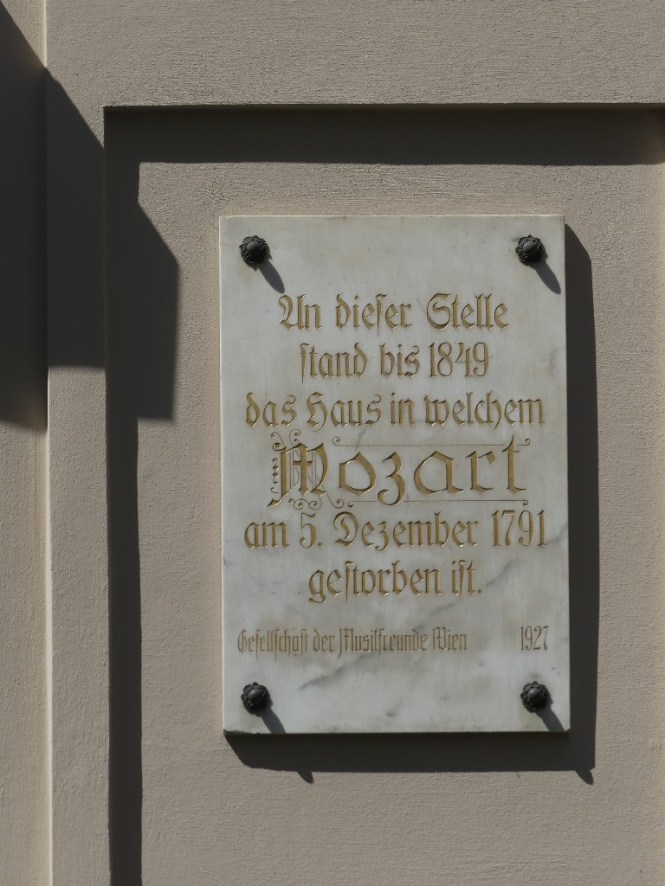 An dieser Stelle
stand bis 1849
das Haus in welchem
Mozart
am 5. Dezember 1791
gestorben ist.
Gesellschaft der Musikfreunde Wien 1927